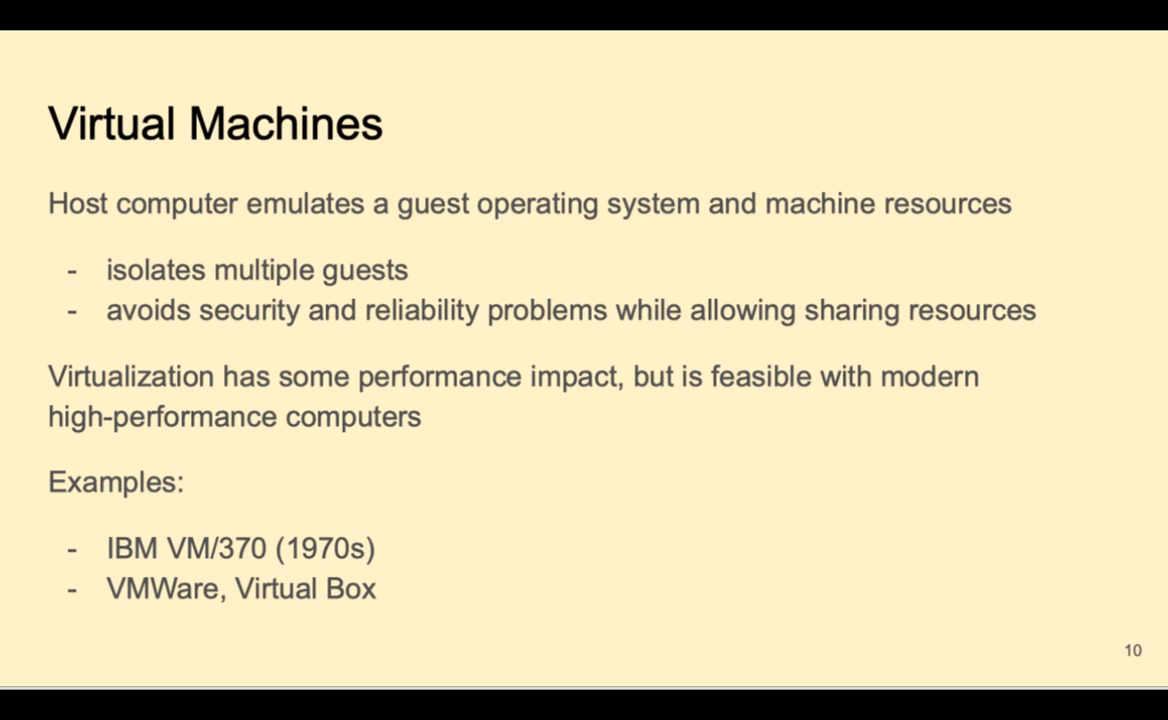 Virtual Machines
Host computer emulates a guest operating system and machine resources
- isolates multiple guests
- avoids security and reliability problems while allowing sharing resources
Virtualization has some performance impact, but is feasible with modern
high-performance computers
Examples:
- IBM VM/370 (1970s)
- VMWare, Virtual Box
10